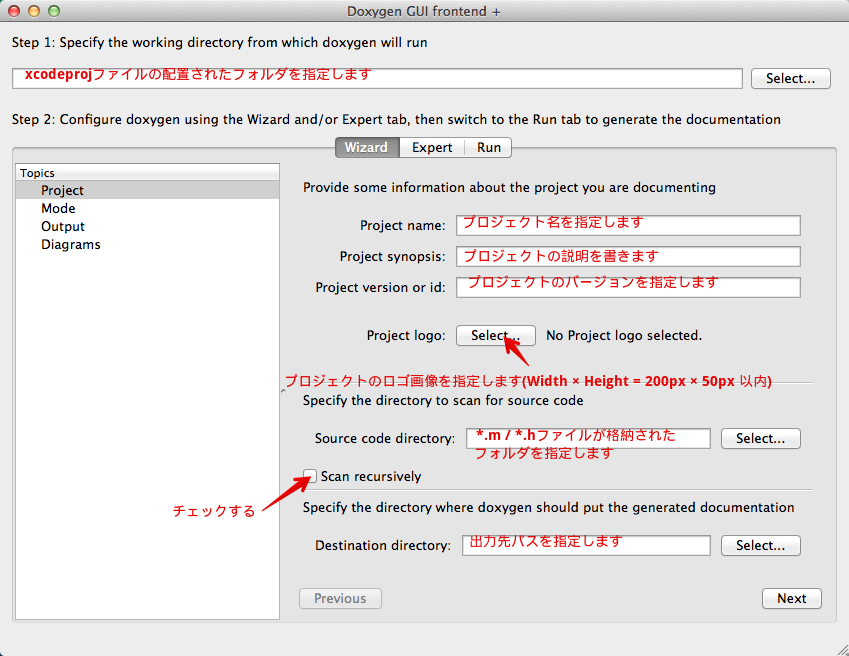 Doxygen GUI frontend +
Step 1: Specify the working directory from which doxygen will run
xcodeprojファイルの配置されたフォルダを指定します
Select...
Step 2: Configure doxygen using the Wizard and/or Expert tab, then switch to the Run tab to generate the documentation
Wizard
Expert
Run
Topics
Project
Mode
Output
Diagrams
Provide some information about the project you are documenting
Project name:
プロジェクト名を指定します
Project synopsis:
プロジェクトの説明を書きます
Project version or id:
プロジェクトのバージョンを指定します
Project logo:
Select...
No Project logo selected.
プロジェクトのロゴ画像を指定します(Width × Height = 200px × 50px 以内)
Specify the directory to scan for source code
Source code directory:
*.m / *.hファイルが格納された
フォルダを指定します
Select...
Scan recursively
チェックする
Specify the directory where doxygen should put the generated documentation
Destination directory:
出力先パスを指定します
Select...
Previous
Next